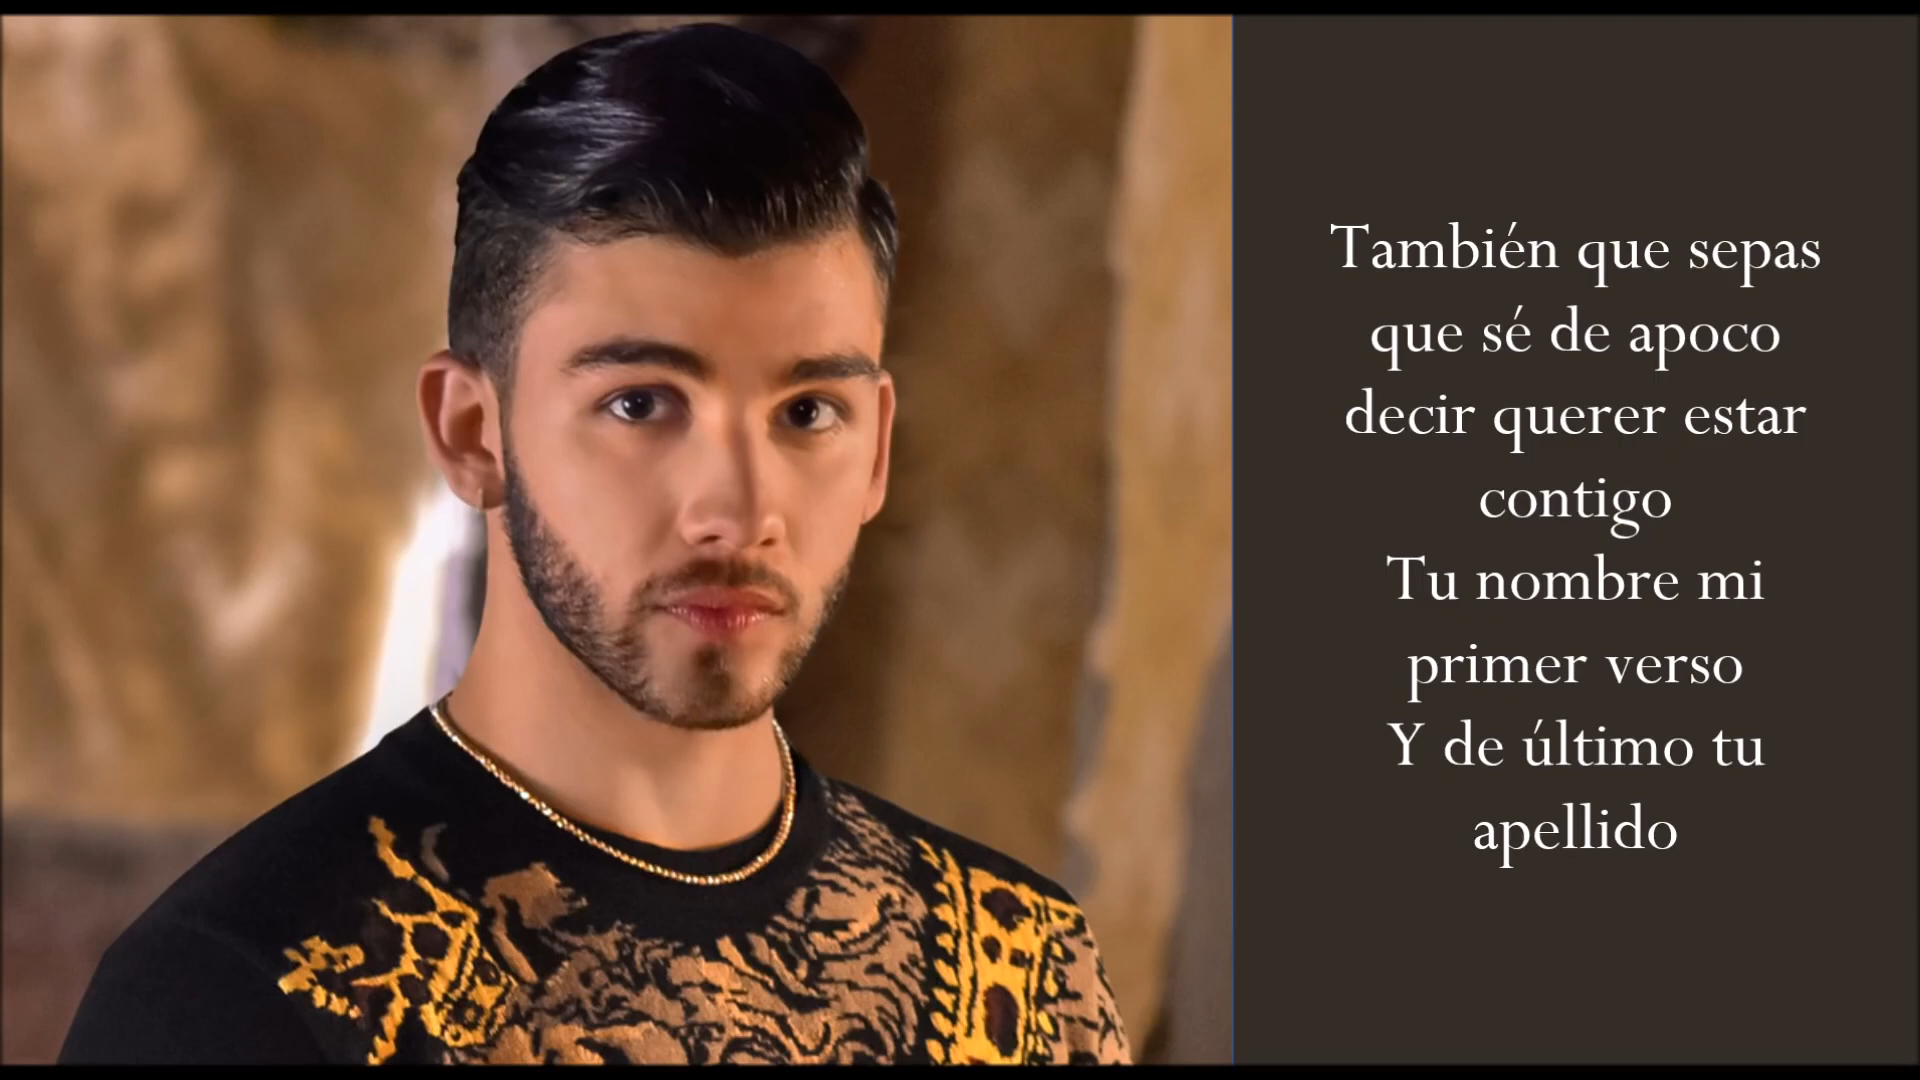 También que sepas
que sé de apoco
decir querer estar
contigo
Tu nombre mi
primer verso
Y de último tu
apellido